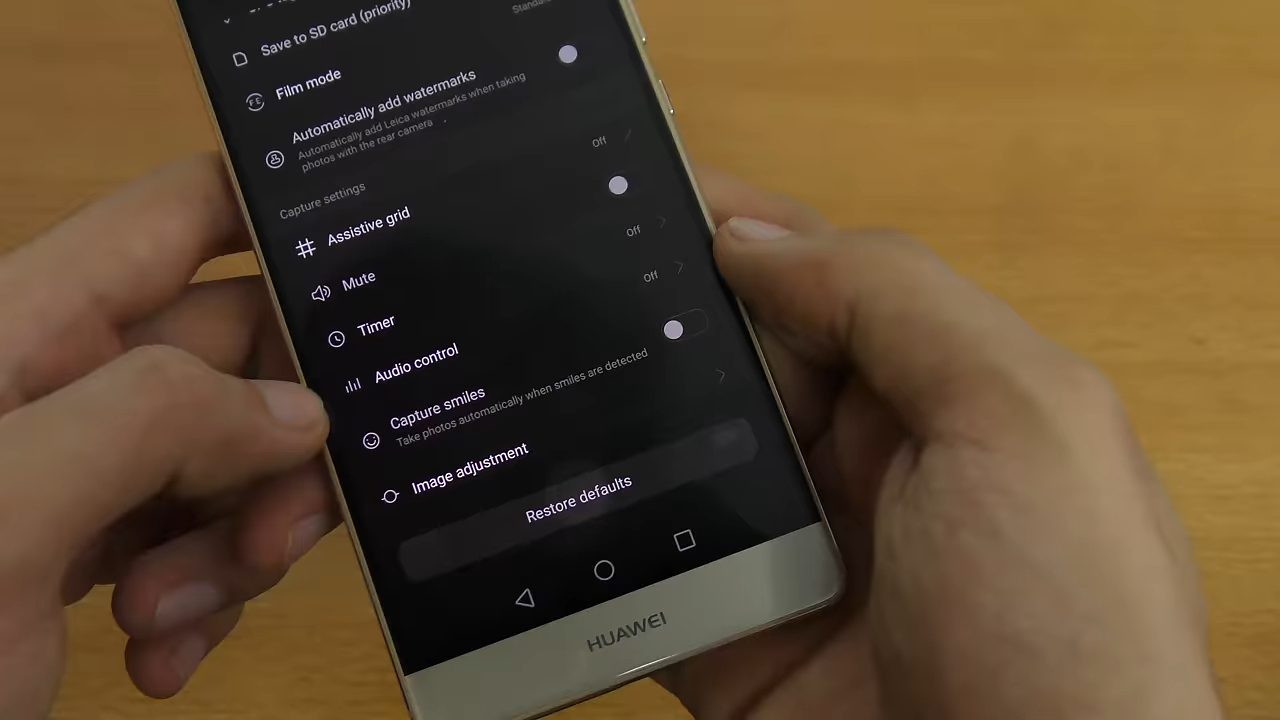 Save to SD card (priority)
Film mode
Automatically add watermarks
Automatically add Leica watermarks when taking
photos with the rear camera
Capture settings
Assistive grid
Off
Mute
Timer
Off
Audio control
Off
Capture smiles
Take photos automatically when smiles are detected
Image adjustment
Restore defaults
HUAWEI